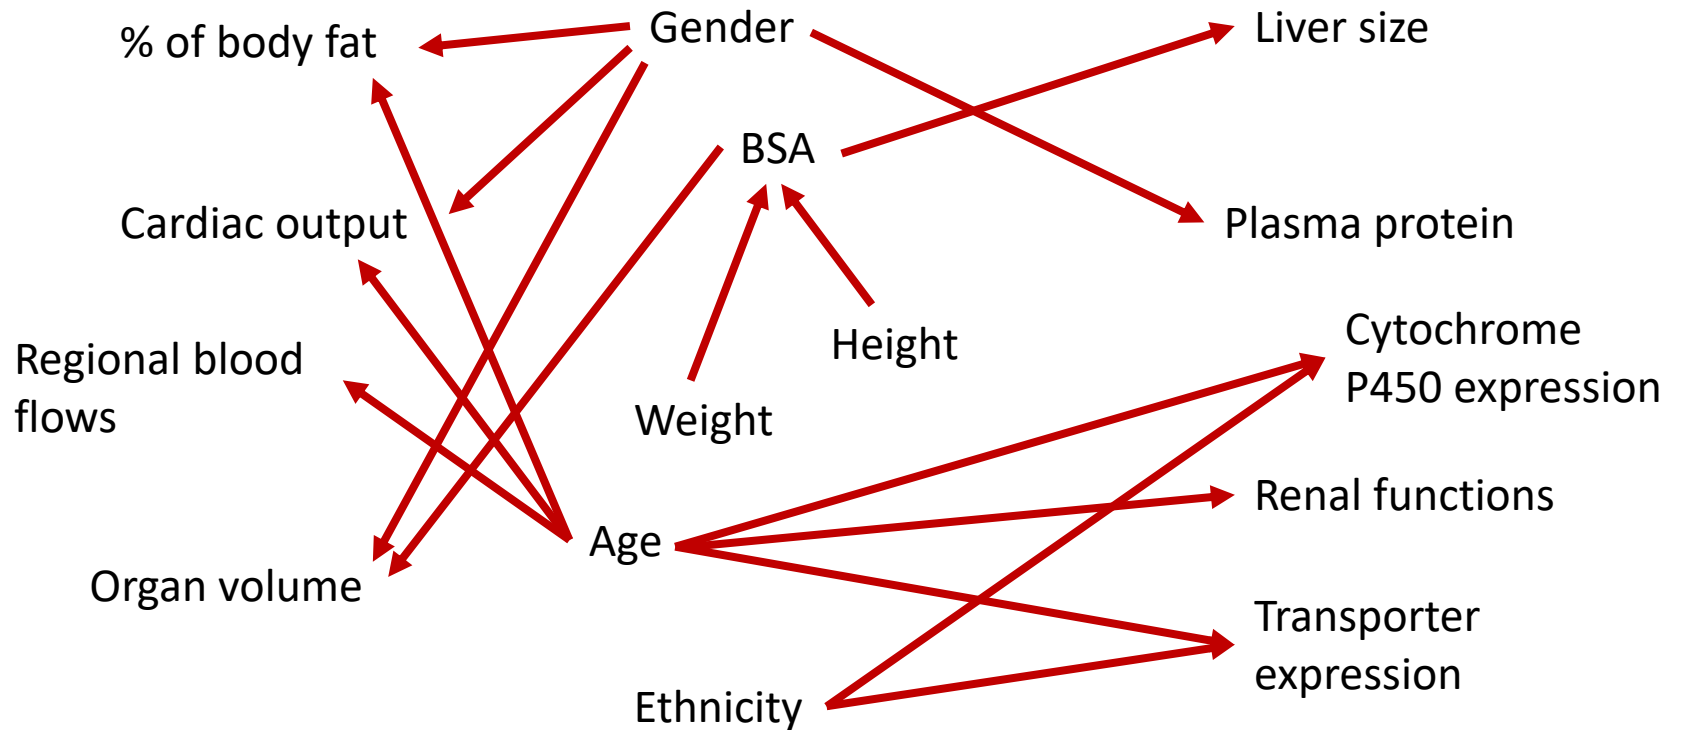 Gender
Liver size
% of body fat
BSA
Cardiac output
Plasma protein
Height
Cytochrome
P450 expression
Regional blood
flows
Weight
Renal functions
Age
Organ volume
Transporter
expression
Ethnicity